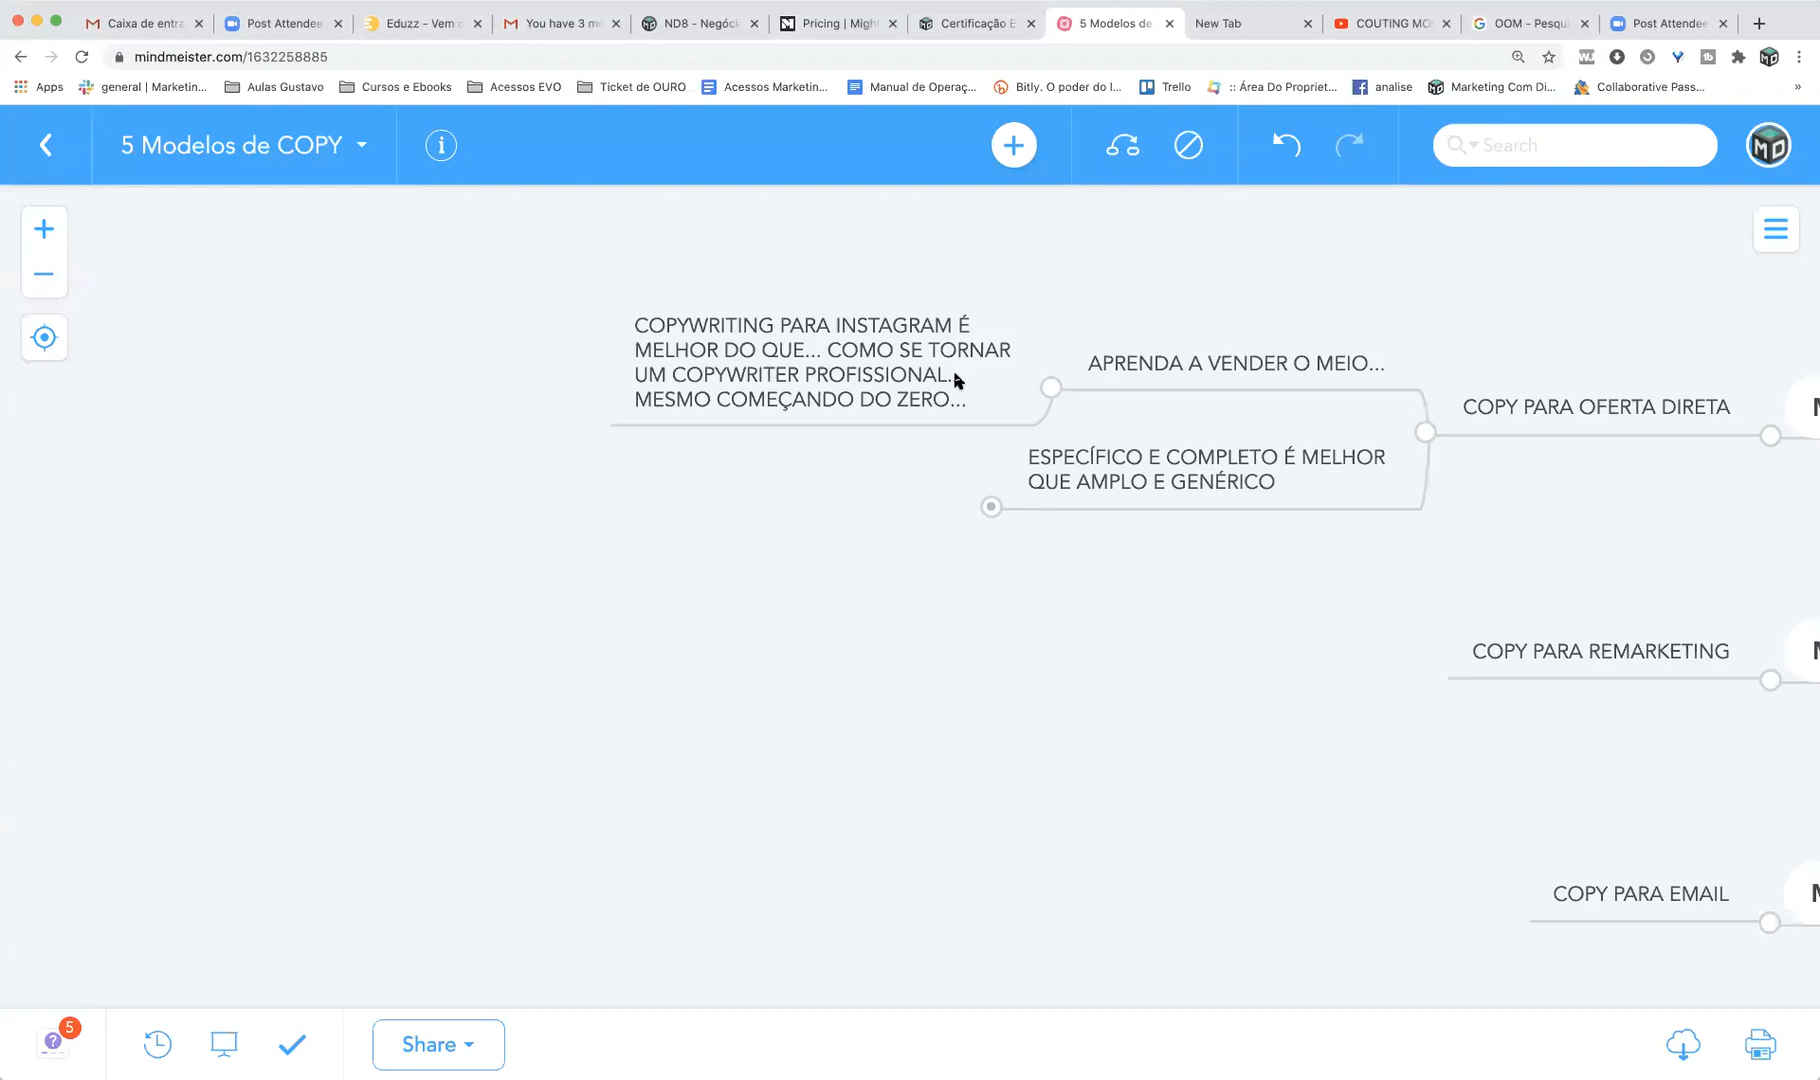 Caixa de entra
Post Attendee
Eduzz - Vem
You have 3 me
ND8 - Negóci
Pricing | Migh
Certificação E
5 Modelos de
New Tab
COUTING MO
OOM - Pesqui
Post Attendee
mindmeister.com/1632258885
Apps
general | Marketin...
Aulas Gustavo
Cursos e Ebooks
Acessos EVO
Ticket de OURO
Acessos Marketin...
Manual de Operaç...
Bitly. O poder do l...
Trello
:: Área Do Propriet...
analise
Marketing Com Di...
Collaborative Pass...
»
5 Modelos de COPY
Search
MD
COPYWRITING PARA INSTAGRAM É
MELHOR DO QUE... COMO SE TORNAR
UM COPYWRITER PROFISSIONAL...
MESMO COMEÇANDO DO ZERO...
APRENDA A VENDER O MEIO...
COPY PARA OFERTA DIRETA
ESPECÍFICO E COMPLETO É MELHOR
QUE AMPLO E GENÉRICO
COPY PARA REMARKETING
COPY PARA EMAIL
5
Share